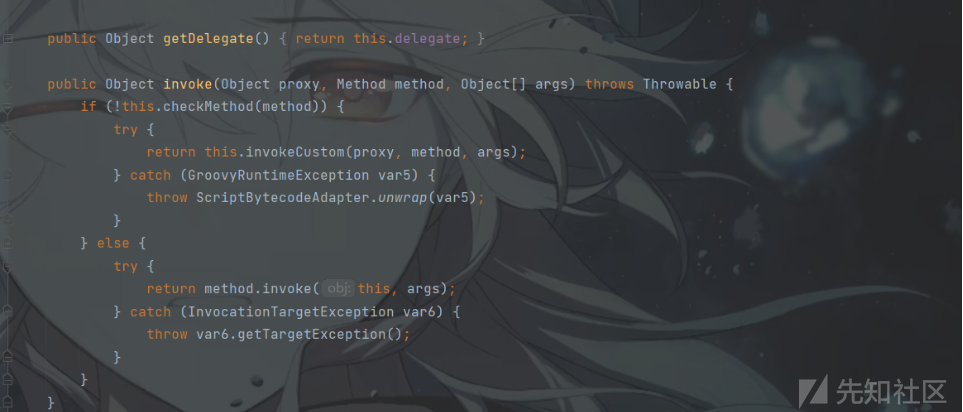 public Object getDelegate() { return this.delegate; }
public Object invoke(Object proxy, Method method, Object[] args) throws Throwable {
if (!this.checkMethod(method)) {
try {
return this.invokeCustom(proxy, method, args);
} catch (GroovyRuntimeException var5) {
throw ScriptBytecodeAdapter.unwrap(var5);
}
} else {
try {
return method.invoke( obj: this, args);
} catch (InvocationTargetException var6) {
throw var6.getTargetException();
}
}
}
先知社区